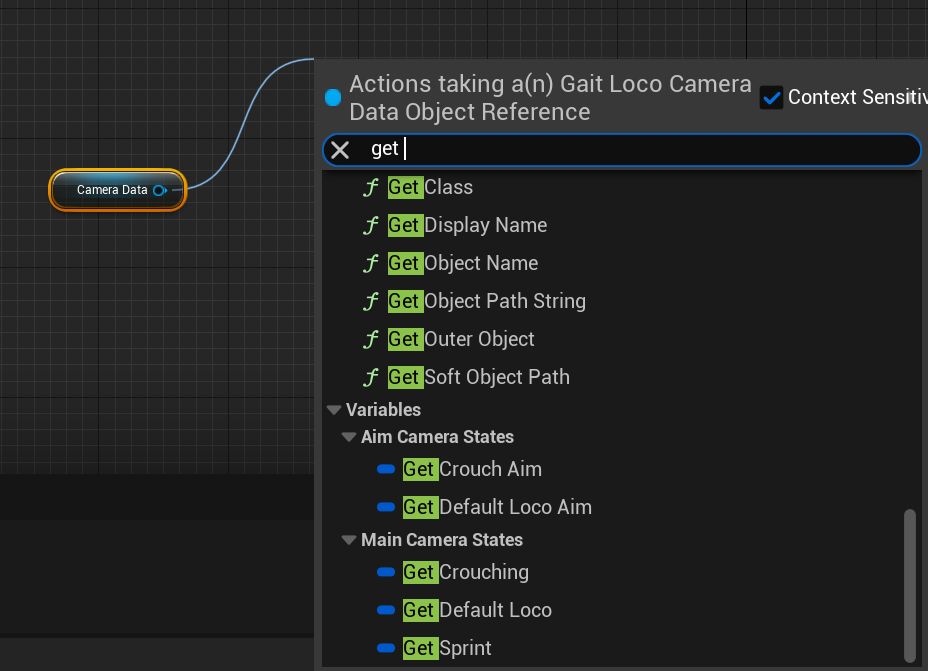 Actions taking a(n) Gait Loco Camera
Data Object Reference
Context Sensitiv
get
Camera Data
Get Class
Get Display Name
Get Object Name
Get Object Path String
Get Outer Object
Get Soft Object Path
Variables
Aim Camera States
Get Crouch Aim
Get Default Loco Aim
Main Camera States
Get Crouching
Get Default Loco
Get Sprint